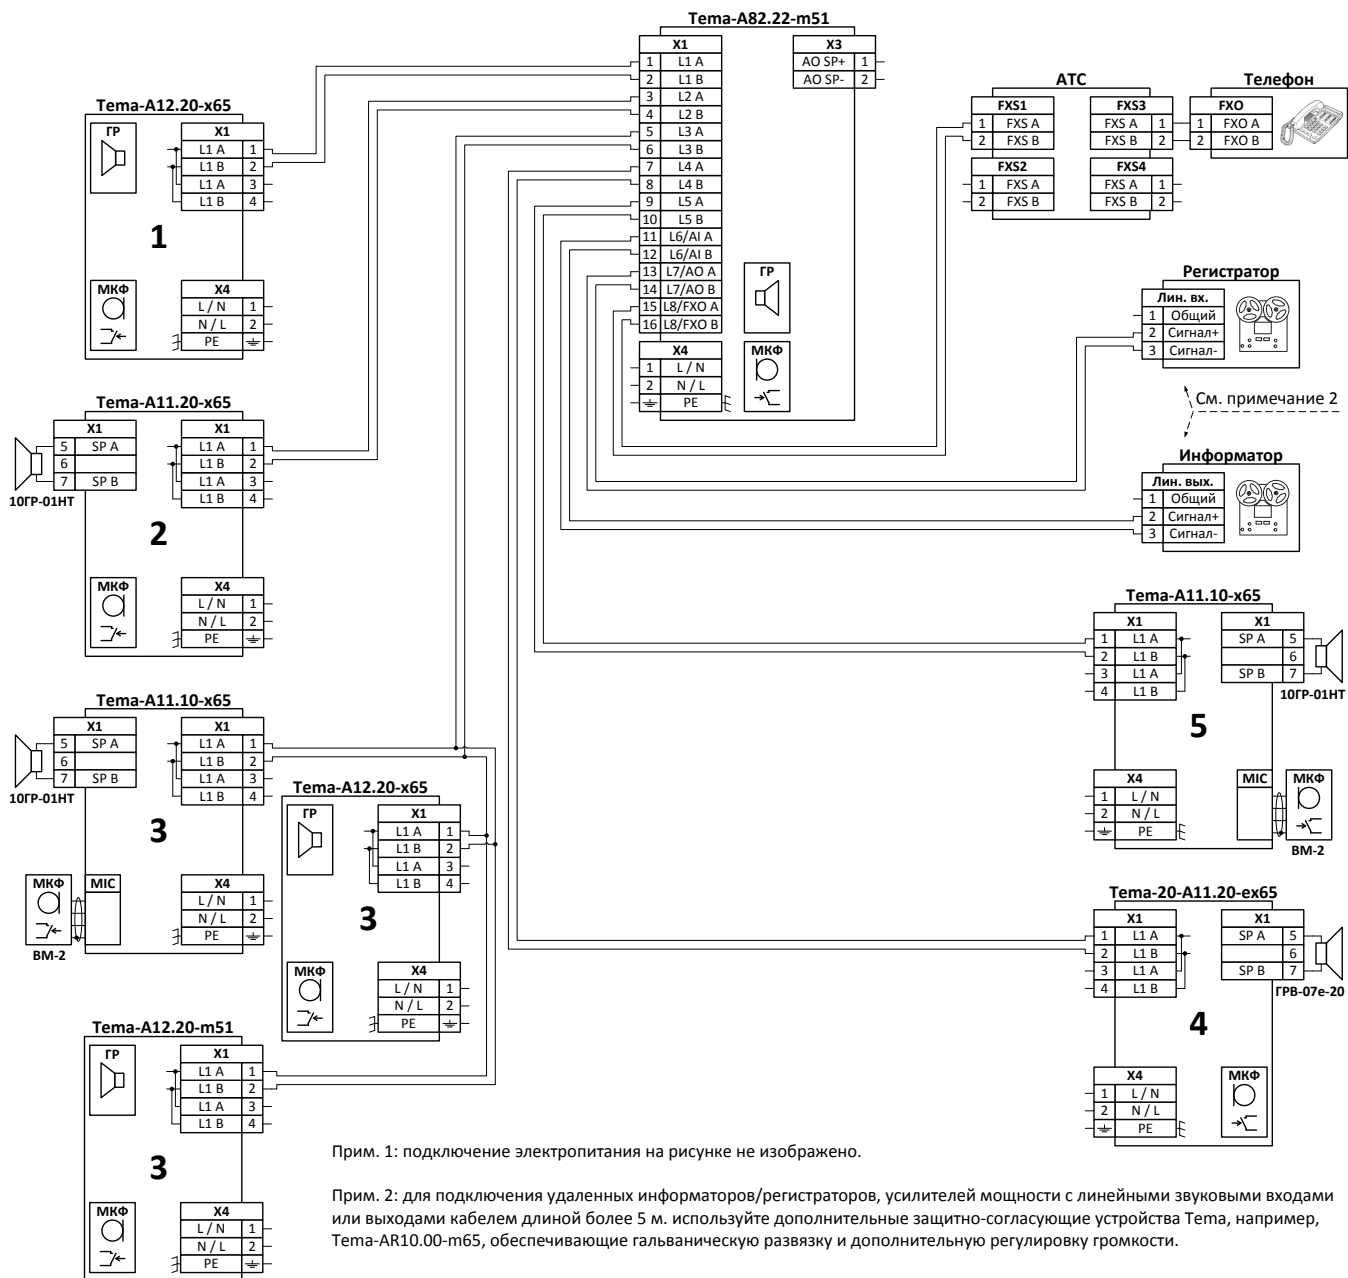 Tema-A82.22-m51
X1
1 L1 A
2 L1 B
3 L2 A
4 L2 B
5 L3 A
6 L3 B
7 L4 A
8 L4 B
9 L5 A
10 L5 B
11 L6/AI A
12 L6/AI B
13 L7/AO A
14 L7/AO B
15 L8/FXO A
16 L8/FXO B
X3
AO SP+ 1
AO SP- 2
ГР
X4
1 L / N
2 N / L
PE
МКФ
АТС
FXS1
1 FXS A
2 FXS B
FXS3
FXS A 1
FXS B 2
FXS2
1 FXS A
2 FXS B
FXS4
FXS A 1
FXS B 2
Телефон
FXO
1 FXO A
2 FXO B
Регистратор
Лин. вх.
1 Общий
2 Сигнал+
3 Сигнал-
См. примечание 2
Информатор
Лин. вых.
1 Общий
2 Сигнал+
3 Сигнал-
Tema-A12.20-x65
ГР
X1
L1 A 1
L1 B 2
L1 A 3
L1 B 4
1
МКФ
X4
L / N 1
N / L 2
PE
Tema-A11.20-x65
X1
5 SP A
6
7 SP B
10ГР-01НТ
X1
L1 A 1
L1 B 2
L1 A 3
L1 B 4
2
МКФ
X4
L / N 1
N / L 2
PE
Tema-A11.10-x65
X1
5 SP A
6
7 SP B
10ГР-01НТ
X1
L1 A 1
L1 B 2
L1 A 3
L1 B 4
3
МКФ
MIC
ВМ-2
X4
L / N 1
N / L 2
PE
Tema-A12.20-x65
ГР
X1
L1 A 1
L1 B 2
L1 A 3
L1 B 4
3
МКФ
X4
L / N 1
N / L 2
PE
Tema-A12.20-m51
ГР
X1
L1 A 1
L1 B 2
L1 A 3
L1 B 4
3
МКФ
X4
L / N 1
N / L 2
PE
Tema-A11.10-x65
X1
1 L1 A
2 L1 B
3 L1 A
4 L1 B
X1
SP A 5
6
SP B 7
10ГР-01НТ
5
X4
1 L / N
2 N / L
PE
MIC
МКФ
ВМ-2
Tema-20-A11.20-ex65
X1
1 L1 A
2 L1 B
3 L1 A
4 L1 B
X1
SP A 5
6
SP B 7
ГРВ-07е-20
4
X4
1 L / N
2 N / L
PE
МКФ
Прим. 1: подключение электропитания на рисунке не изображено.
Прим. 2: для подключения удаленных информаторов/регистраторов, усилителей мощности с линейными звуковыми входами
или выходами кабелем длиной более 5 м. используйте дополнительные защитно-согласующие устройства Tema, например,
Tema-AR10.00-m65, обеспечивающие гальваническую развязку и дополнительную регулировку громкости.